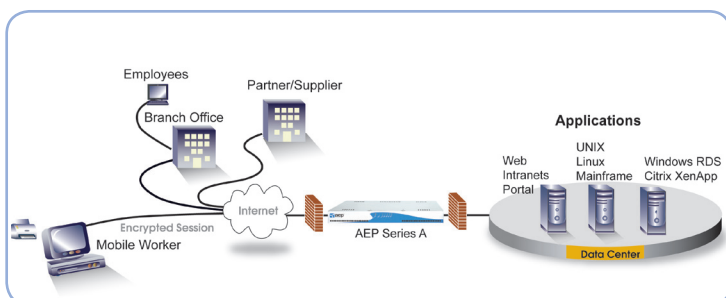 Employees
Partner/Supplier
Branch Office
Applications
Web
Intranets
Portal
UNIX
Linux
Mainframe
Windows RDS
Citrix XenApp
Internet
Encrypted Session
Mobile Worker
aep
AEP Series A
Data Center